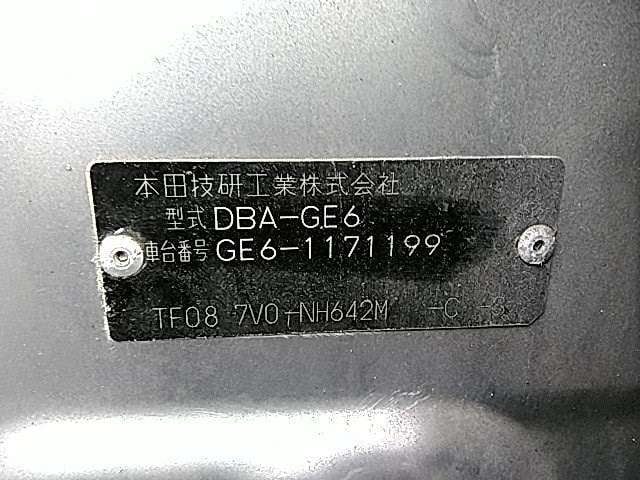 本田技研工業株式会社
型式 DBA-GE6
車台番号 GE6-1171199
TF08 7V0-NH642M -C -S